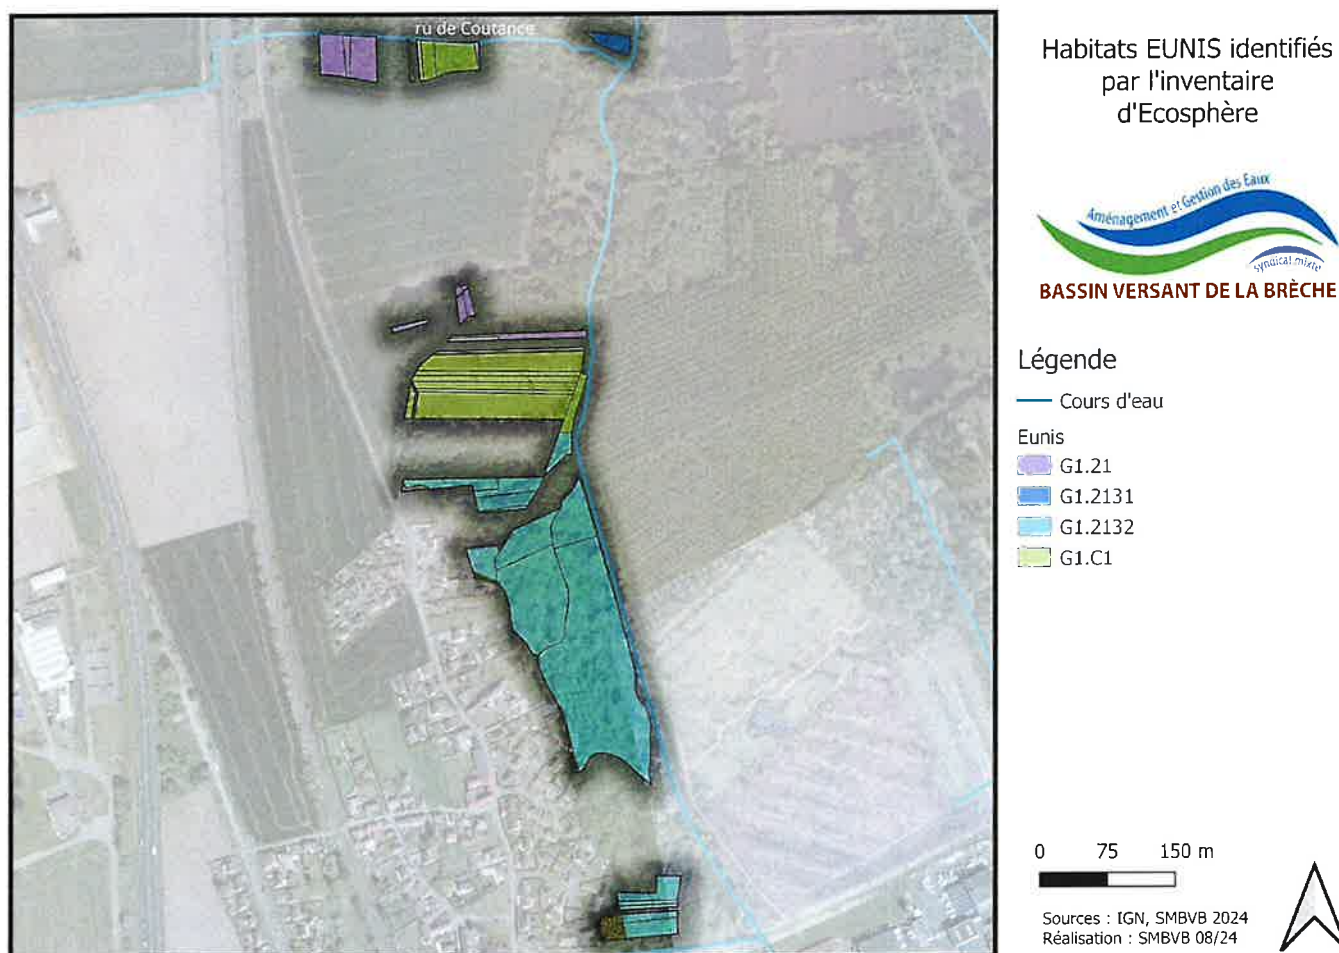 ru de Coutance
Habitats EUNIS identifiés
par l'inventaire
d'Ecosphère
Aménagement et Gestion des Eaux
syndicat mixte
BASSIN VERSANT DE LA BRÈCHE
Légende
Cours d'eau
Eunis
G1.21
G1.2131
G1.2132
G1.C1
0 75 150 m
Sources : IGN, SMBVB 2024
Réalisation : SMBVB 08/24